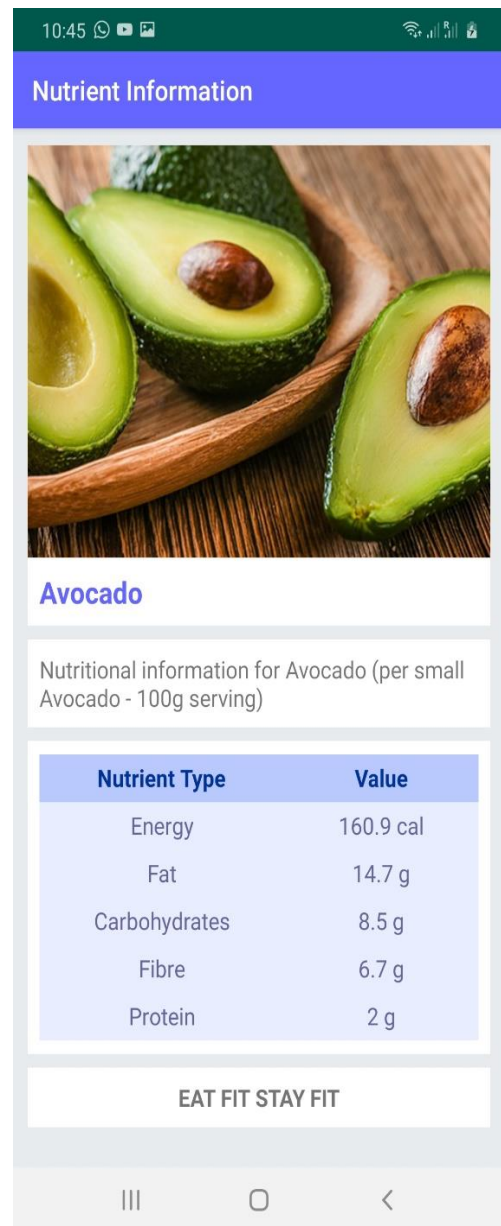 10:45
R
Nutrient Information
Avocado
Nutritional information for Avocado (per small
Avocado - 100g serving)
Nutrient Type Value
Energy 160.9 cal
Fat 14.7 g
Carbohydrates 8.5 g
Fibre 6.7 g
Protein 2 g
EAT FIT STAY FIT